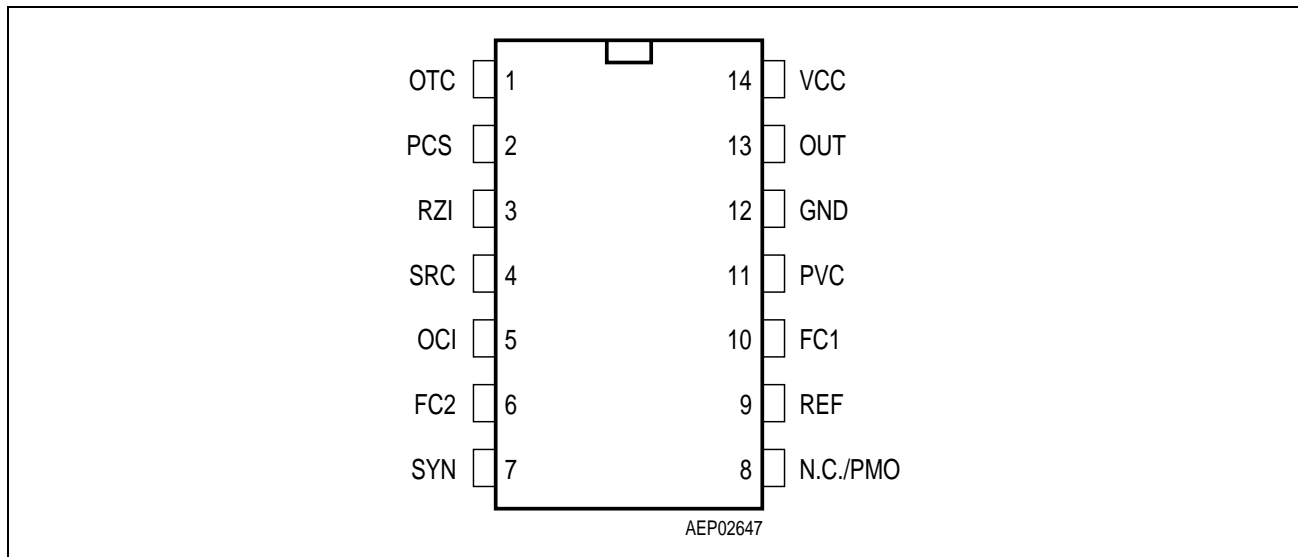 OTC 1 14 VCC
PCS 2 13 OUT
RZI 3 12 GND
SRC 4 11 PVC
OCI 5 10 FC1
FC2 6 9 REF
SYN 7 8 N.C./PMO
AEP02647